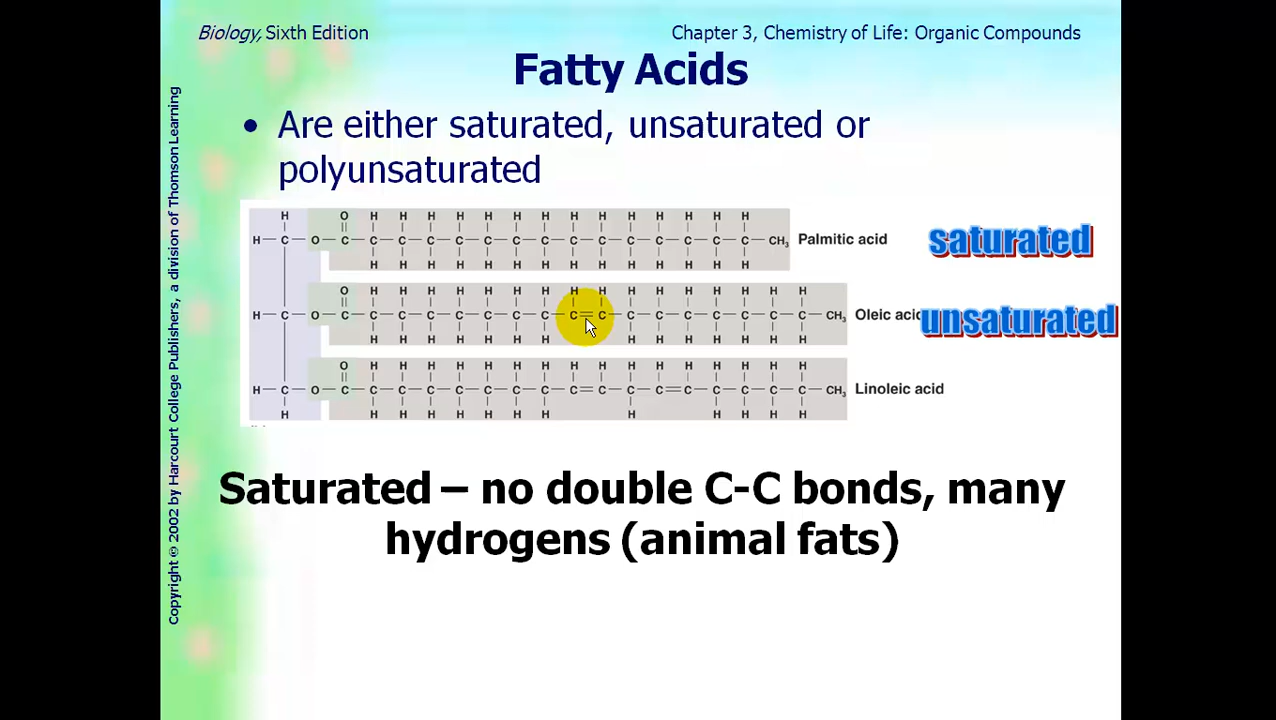 Biology, Sixth Edition
Chapter 3, Chemistry of Life: Organic Compounds
Copyright © 2002 by Harcourt College Publishers, a division of Thomson Learning
Fatty Acids
• Are either saturated, unsaturated or
polyunsaturated
H O H H H H H H H H H H H H H H
H—C—O—C—C—C—C—C—C—C—C—C—C—C—C—C—C—C—CH₃ Palmitic acid
saturated
H H H H H H H H H H H H H H
O H H H H H H H H H H H H H H H H
H—C—O—C—C—C—C—C—C—C—C—C=C—C—C—C—C—C—C—C—CH₃ Oleic acid
unsaturated
H H H H H H H H H H H H H H
O H H H H H H H H H H H H H H H H
H—C—O—C—C—C—C—C—C—C—C—C=C—C—C=C—C—C—C—C—CH₃ Linoleic acid
H H H H H H H H H H H H H
Saturated – no double C-C bonds, many
hydrogens (animal fats)